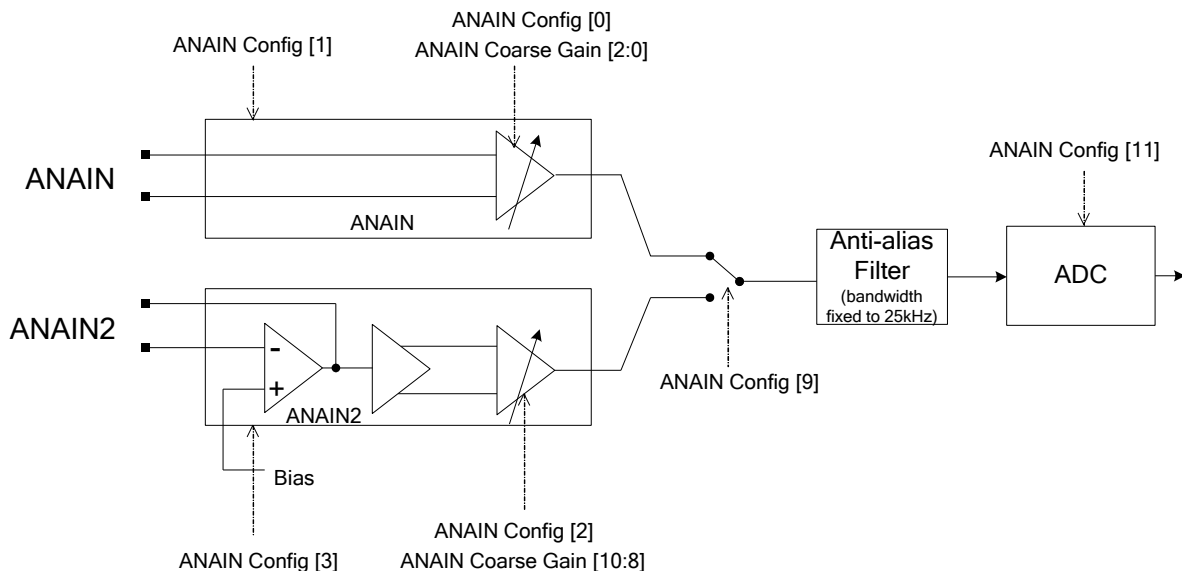 ANAIN Config [0]
ANAIN Coarse Gain [2:0]
ANAIN Config [1]
ANAIN Config [11]
ANAIN
ANAIN
Anti-alias
Filter
(bandwidth
fixed to 25kHz)
ADC
ANAIN2
-
+
ANAIN2
ANAIN Config [9]
Bias
ANAIN Config [3]
ANAIN Config [2]
ANAIN Coarse Gain [10:8]